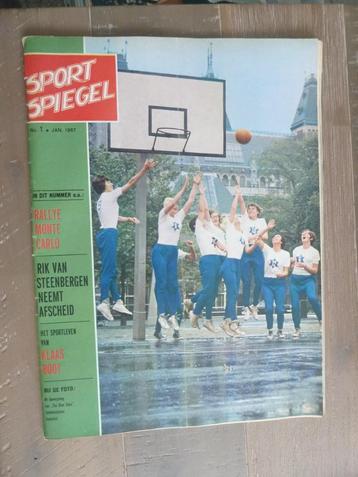 SPORT
SPIEGEL
No. 1 • JAN. 1967
IN DIT NUMMER o.a.:
RALLYE
MONTE
CARLO
RIK VAN
STEENBERGEN
NEEMT
AFSCHEID
HET SPORTLEVEN
VAN
KLAAS
BOOT
BIJ DE FOTO: